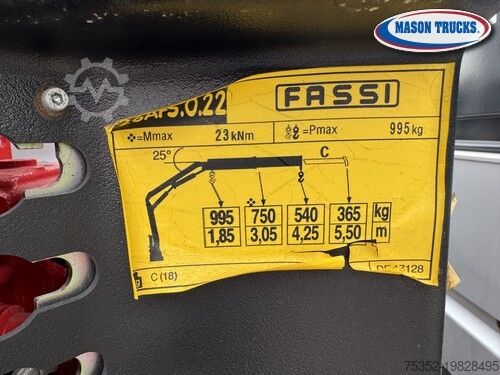 MASON TRUCKS.
FASSI
=Mmax 23 kNm =Pmax 995 kg
25°
C
995 750 540 365 kg
1,85 3,05 4,25 5,50 m
C (18)
75352-19828495